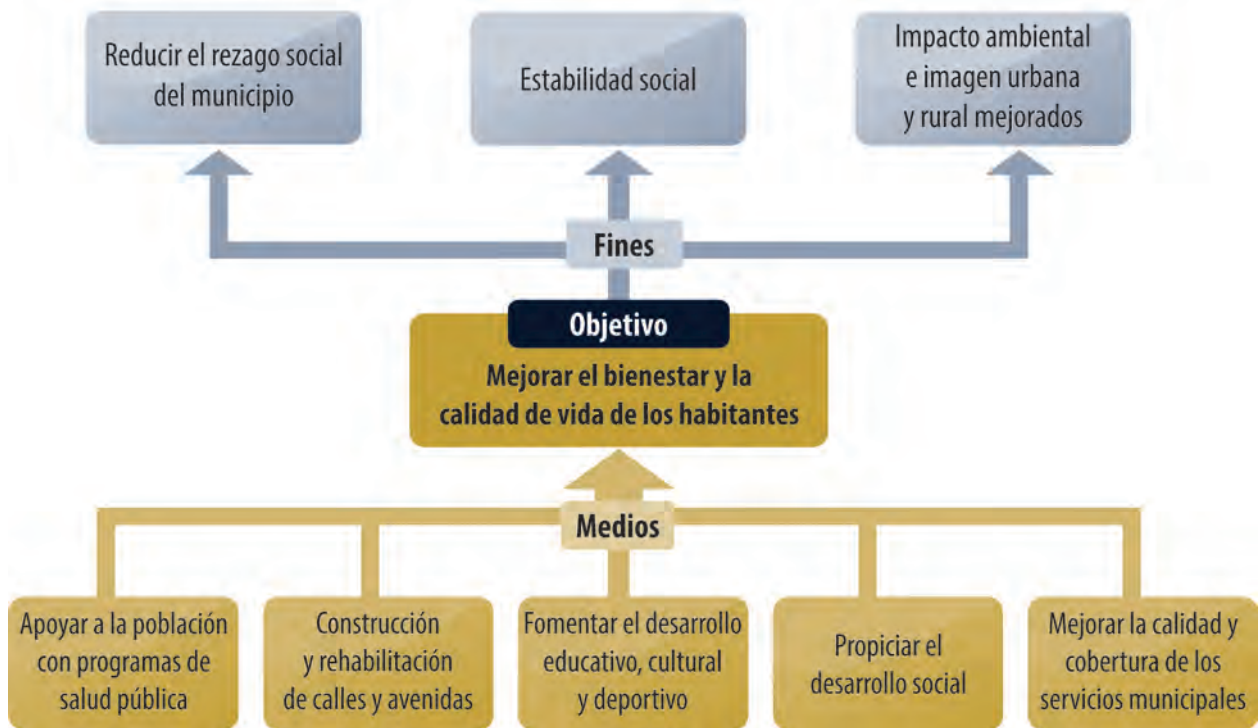 Reducir el rezago social
del municipio
Estabilidad social
Impacto ambiental
e imagen urbana
y rural mejorados
Fines
Objetivo
Mejorar el bienestar y la
calidad de vida de los habitantes
Medios
Apoyar a la población
con programas de
salud pública
Construcción
y rehabilitación
de calles y avenidas
Fomentar el desarrollo
educativo, cultural
y deportivo
Propiciar el
desarrollo social
Mejorar la calidad y
cobertura de los
servicios municipales